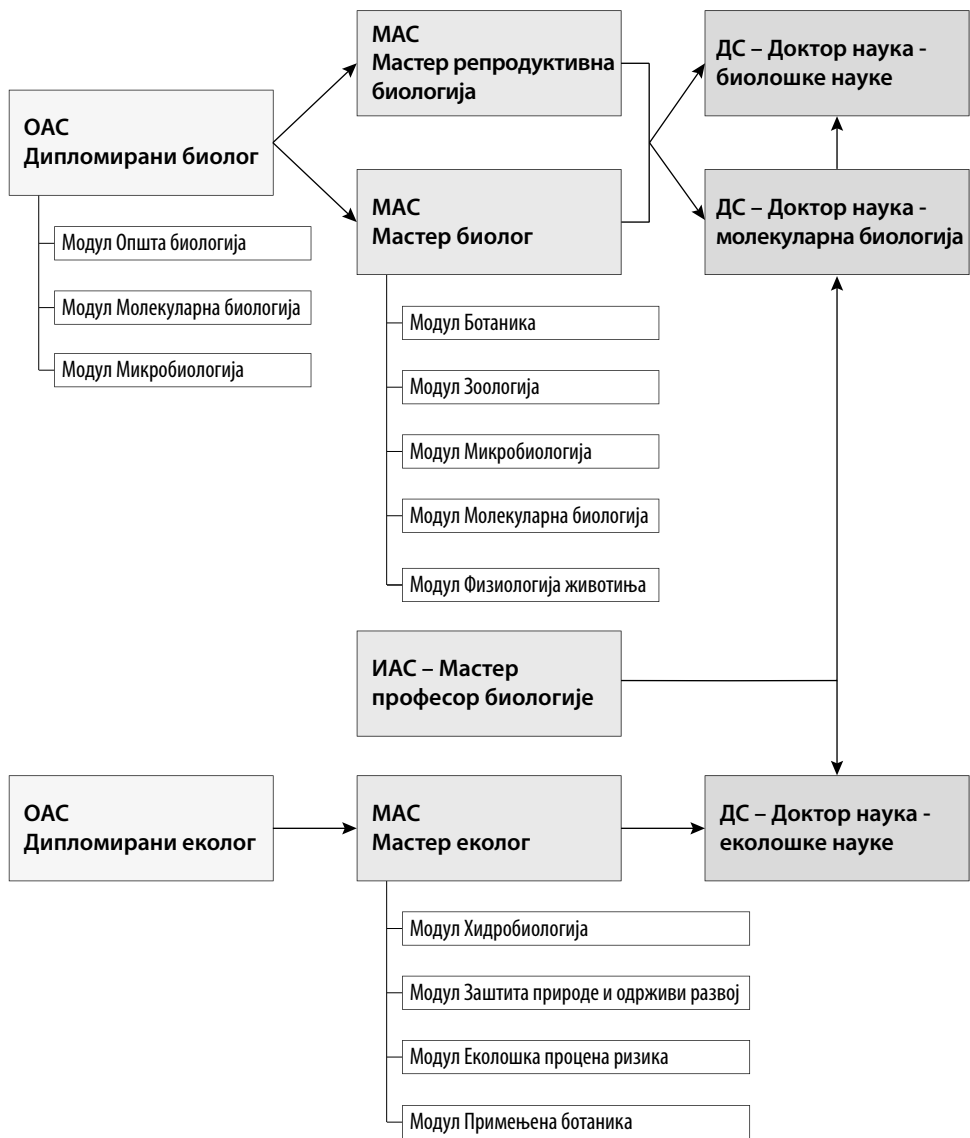 ОАС
Дипломирани биолог
Модул Општа биологија
Модул Молекуларна биологија
Модул Микробиологија
МАС
Мастер репродуктивна
биологија
МАС
Мастер биолог
Модул Ботаника
Модул Зоологија
Модул Микробиологија
Модул Молекуларна биологија
Модул Физиологија животиња
ДС – Доктор наука -
биолошке науке
ДС – Доктор наука -
молекуларна биологија
ИАС – Мастер
професор биологије
ОАС
Дипломирани еколог
МАС
Мастер еколог
Модул Хидробиологија
Модул Заштита природе и одрживи развој
Модул Еколошка процена ризика
Модул Примењена ботаника
ДС – Доктор наука -
еколошке науке